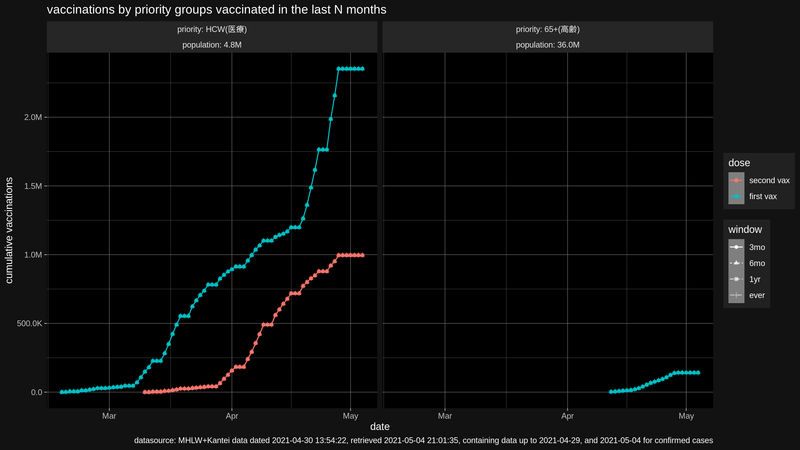 vaccinations by priority groups vaccinated in the last N months
priority: HCW(医療)
population: 4.8M
priority: 65+(高齢)
population: 36.0M
cumulative vaccinations
2.0M
1.5M
1.0M
500.0K
0.0
Mar
Apr
May
Mar
Apr
May
date
dose
second vax
first vax
window
3mo
6mo
1yr
ever
datasource: MHLW+Kantei data dated 2021-04-30 13:54:22, retrieved 2021-05-04 21:01:35, containing data up to 2021-04-29, and 2021-05-04 for confirmed cases